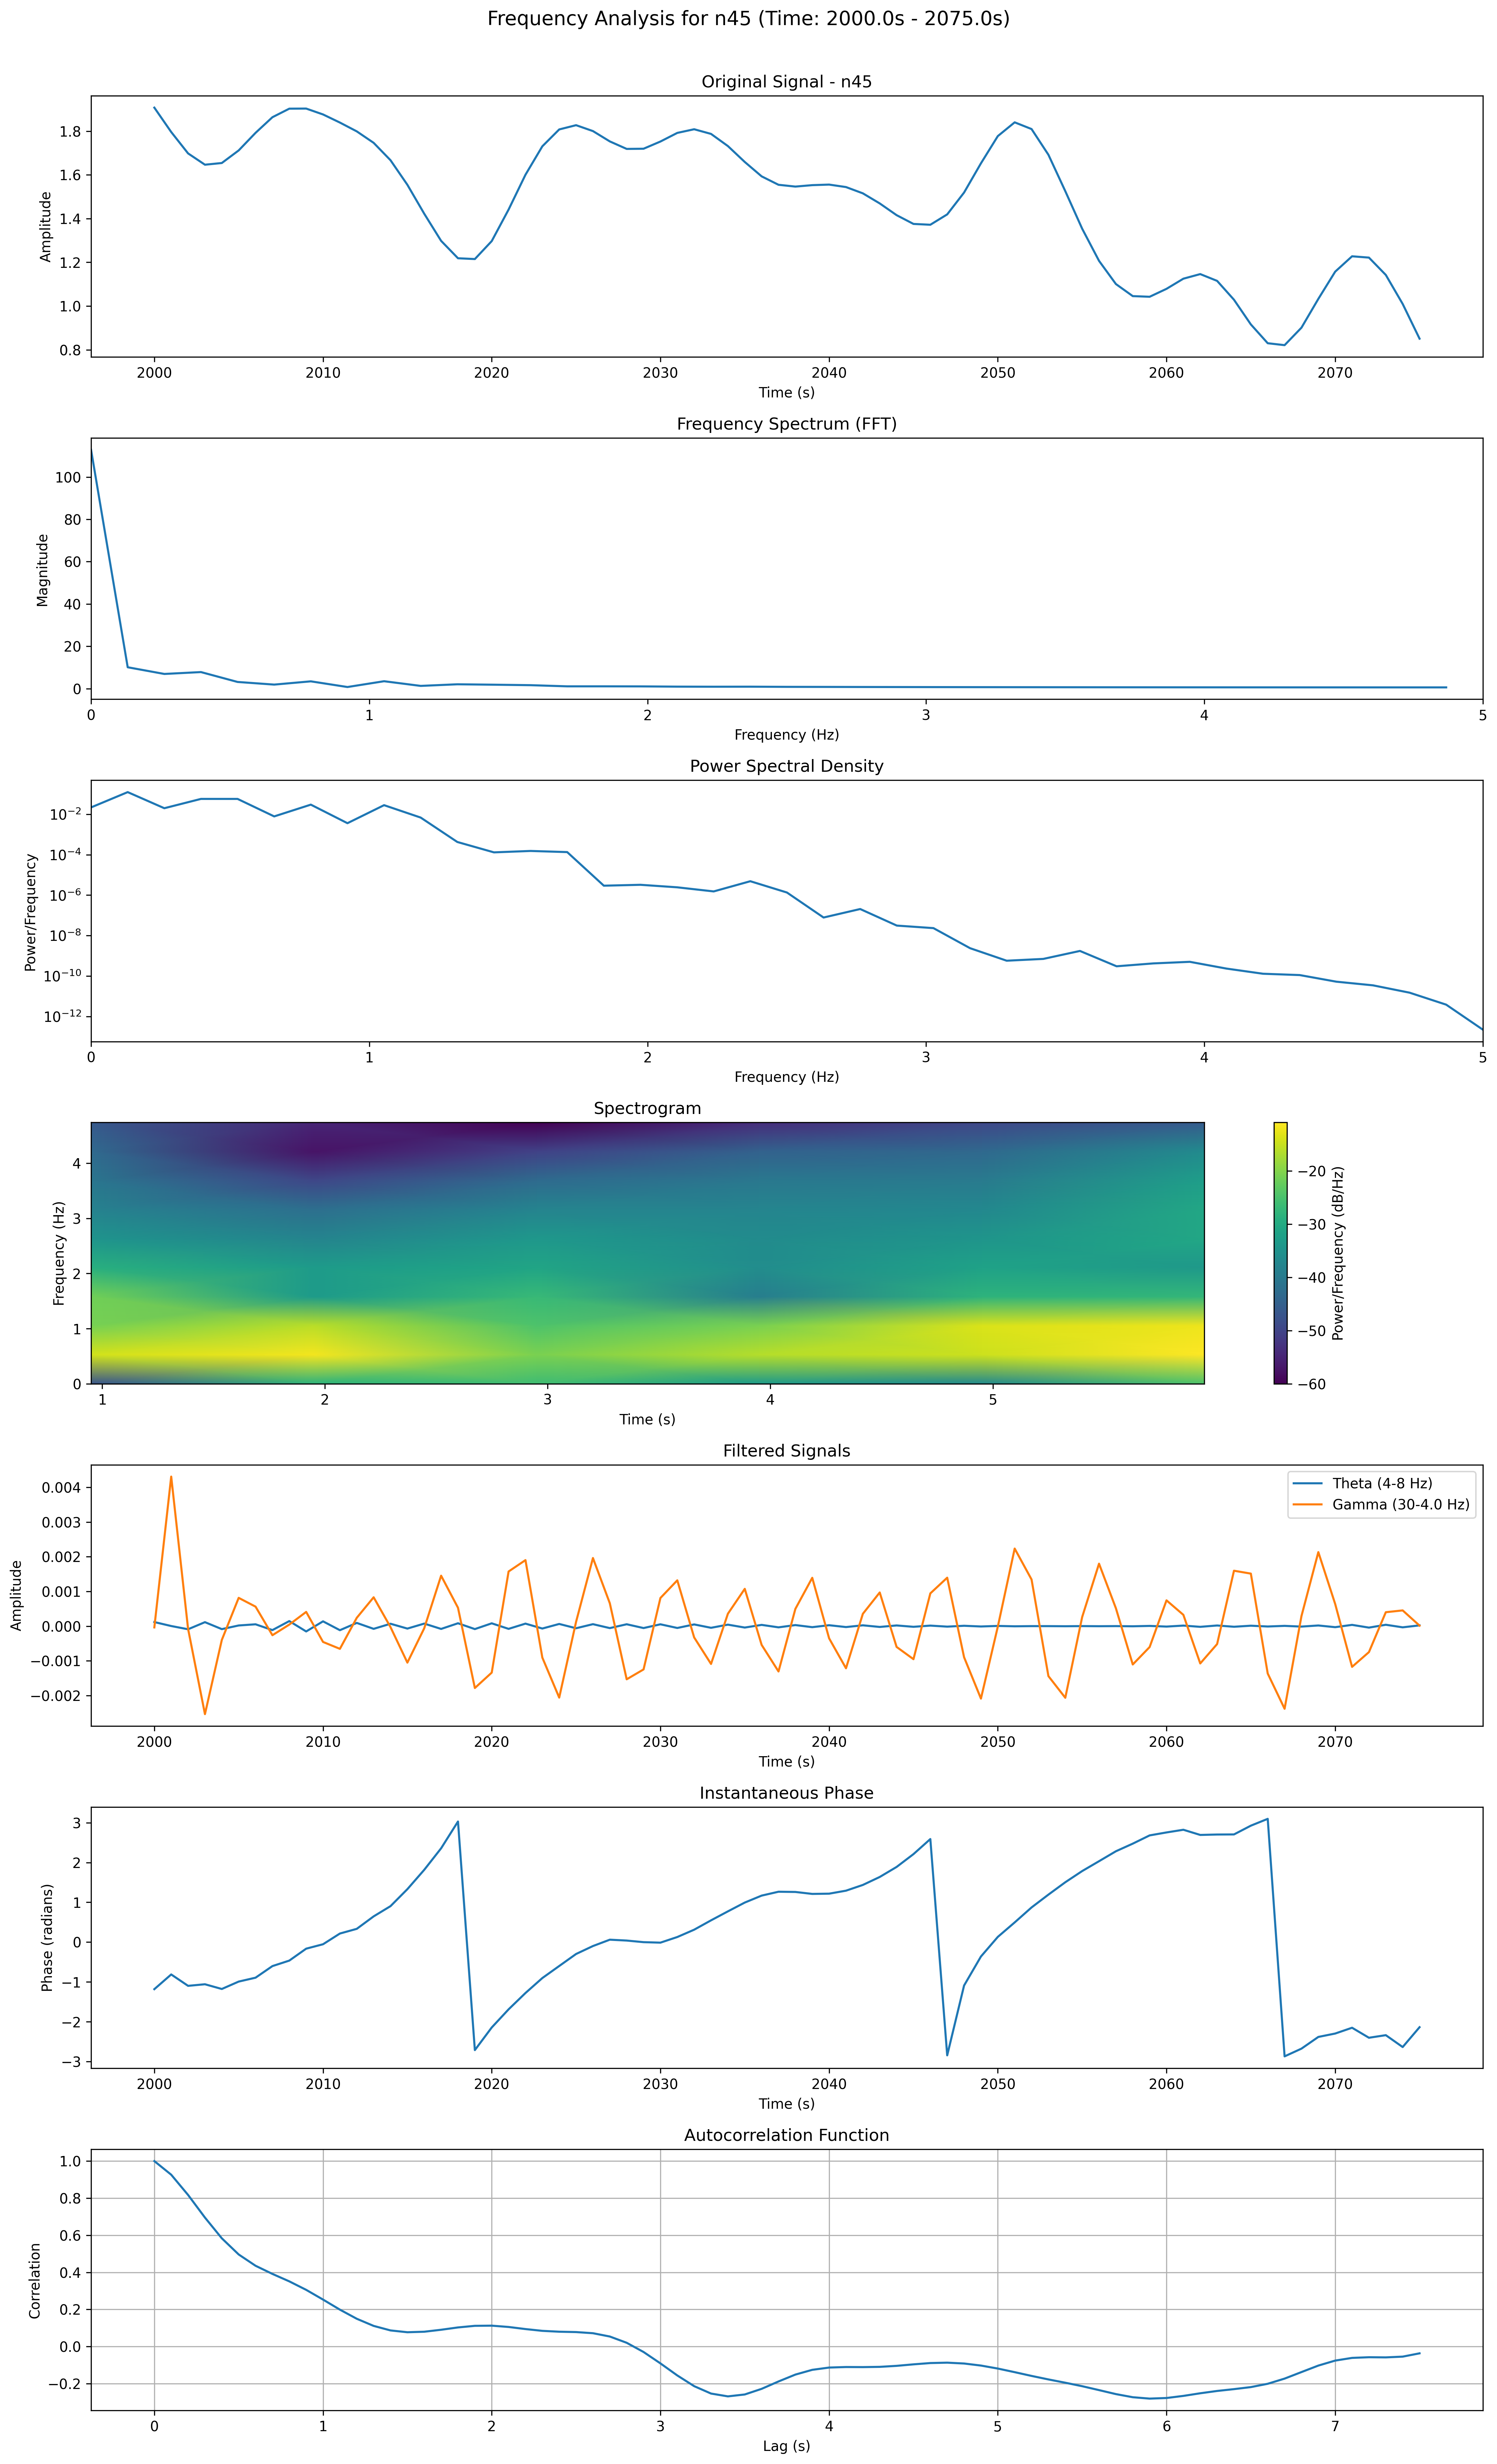 Frequency Analysis for n45 (Time: 2000.0s - 2075.0s)
Original Signal - n45
Amplitude
1.8
1.6
1.4
1.2
1.0
0.8
2000 2010 2020 2030 2040 2050 2060 2070
Time (s)
Frequency Spectrum (FFT)
Magnitude
100
80
60
40
20
0
0 1 2 3 4 5
Frequency (Hz)
Power Spectral Density
Power/Frequency
10⁻²
10⁻⁴
10⁻⁶
10⁻⁸
10⁻¹⁰
10⁻¹²
0 1 2 3 4 5
Frequency (Hz)
Spectrogram
Frequency (Hz)
4
3
2
1
0
1 2 3 4 5
Time (s)
−20
−30
−40
−50
−60
Power/Frequency (dB/Hz)
Filtered Signals
Amplitude
0.004
0.003
0.002
0.001
0.000
−0.001
−0.002
Theta (4-8 Hz)
Gamma (30-4.0 Hz)
2000 2010 2020 2030 2040 2050 2060 2070
Time (s)
Instantaneous Phase
Phase (radians)
3
2
1
0
−1
−2
−3
2000 2010 2020 2030 2040 2050 2060 2070
Time (s)
Autocorrelation Function
Correlation
1.0
0.8
0.6
0.4
0.2
0.0
−0.2
0 1 2 3 4 5 6 7
Lag (s)